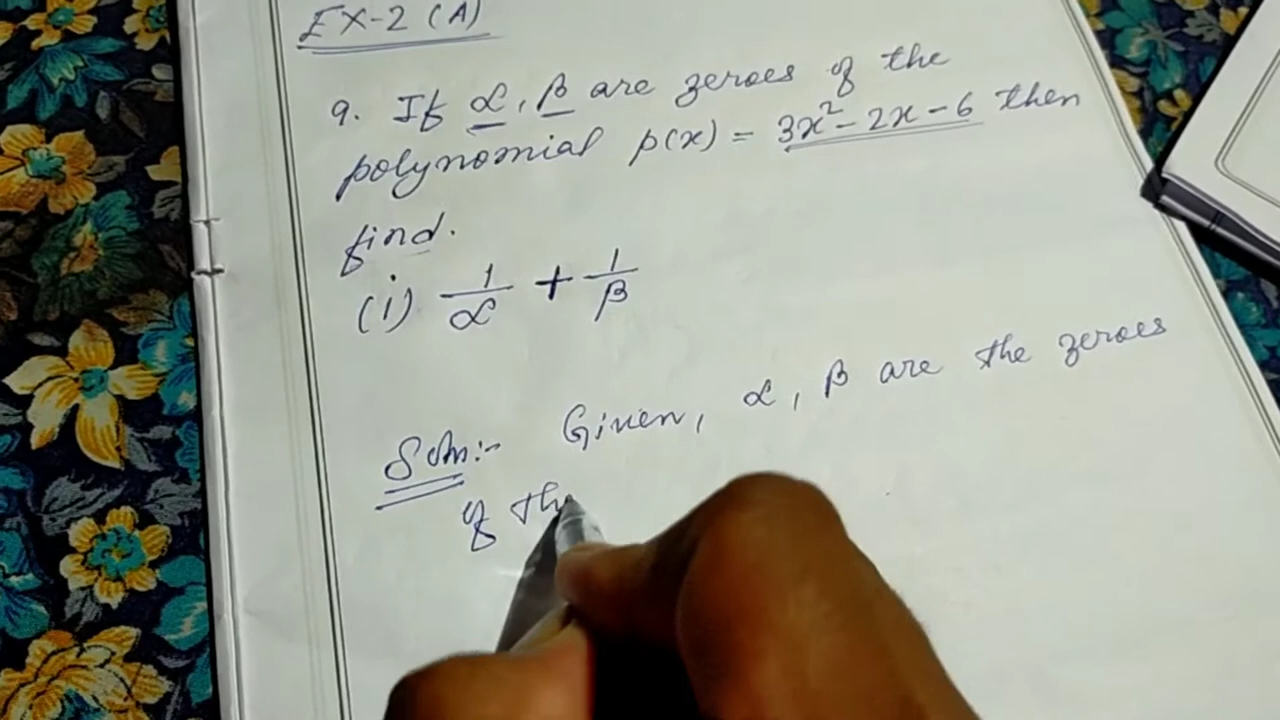 EX-2 (A)
9. If α, β are zeroes of the
polynomial p(x) = 3x² - 2x - 6 then
find.
(i) 1/α + 1/β
Soln:- Given, α, β are the zeroes
of the